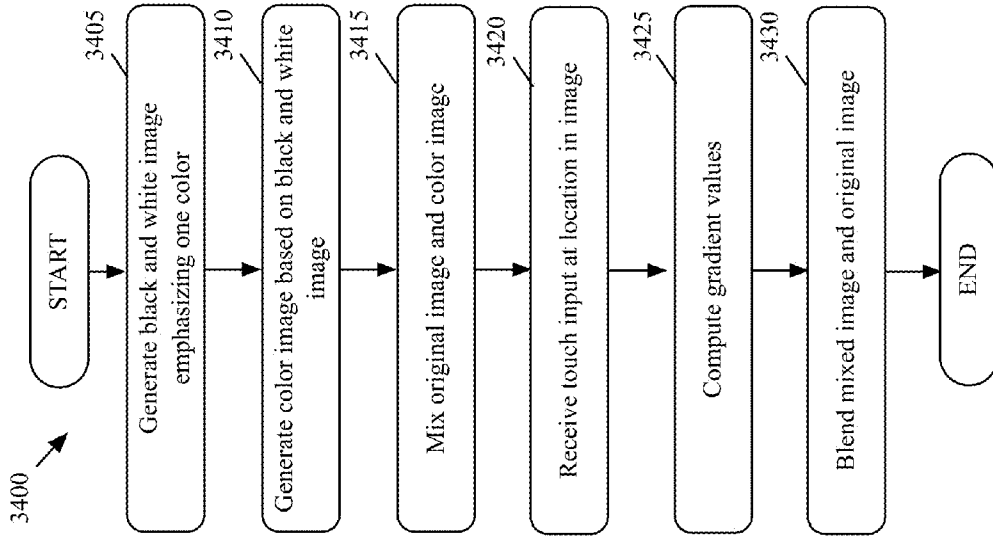 3400
START
3405
Generate black and white image
emphasizing one color
3410
Generate color image based on black and white
image
3415
Mix original image and color image
3420
Receive touch input at location in image
3425
Compute gradient values
3430
Blend mixed image and original image
END